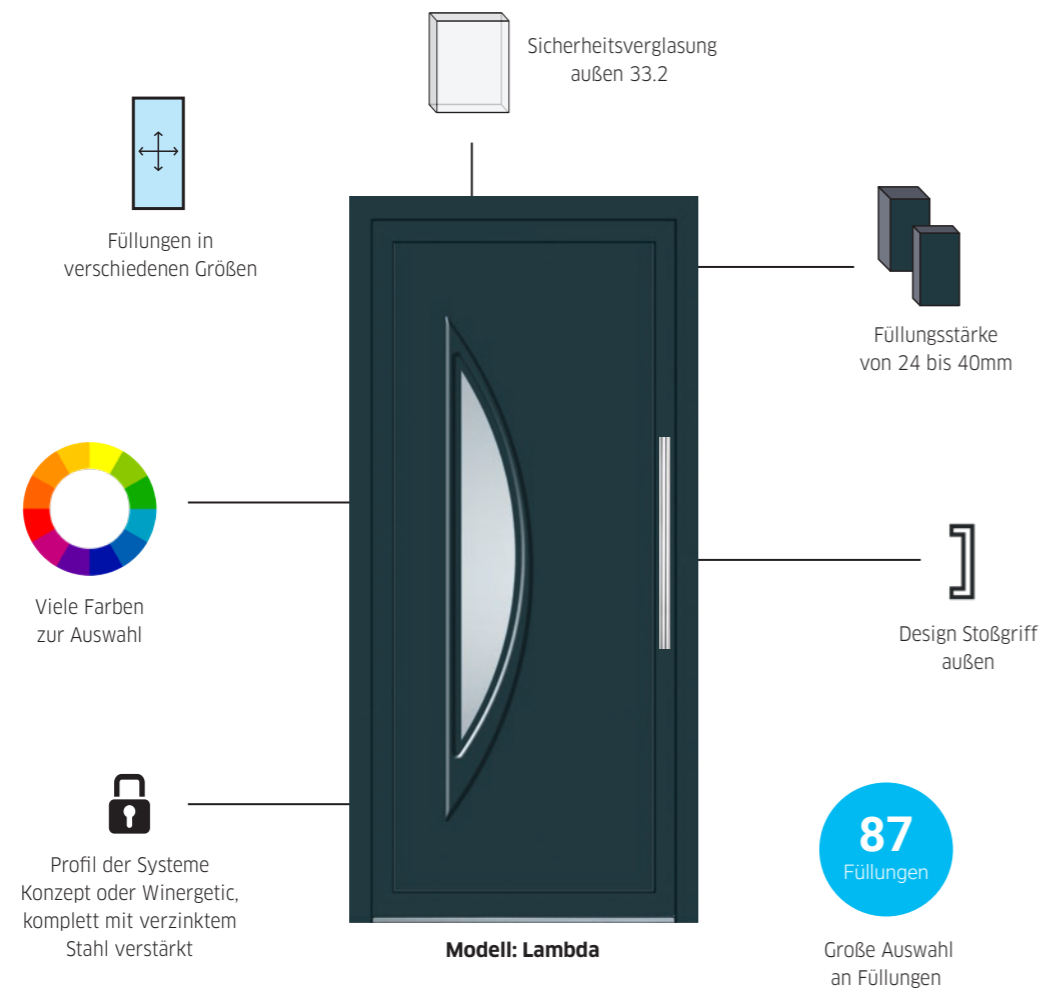 Sicherheitsverglasung
außen 33.2
Füllungen in
verschiedenen Größen
Füllungsstärke
von 24 bis 40mm
Viele Farben
zur Auswahl
Design Stoßgriff
außen
Profil der Systeme
Konzept oder Winergetic,
komplett mit verzinktem
Stahl verstärkt
Modell: Lambda
87
Füllungen
Große Auswahl
an Füllungen